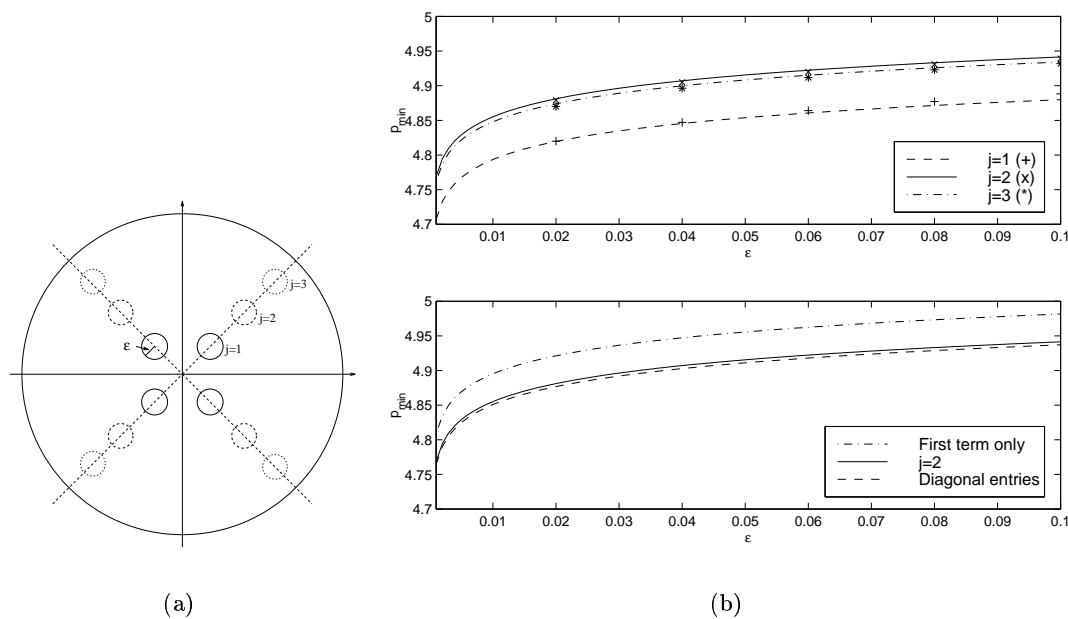 j=3
j=2
ε
j=1
(a)
5
4.95
4.9
4.85
4.8
4.75
4.7
p_min
0.01 0.02 0.03 0.04 0.05 0.06 0.07 0.08 0.09 0.1
ε
j=1 (+)
j=2 (x)
j=3 (*)
5
4.95
4.9
4.85
4.8
4.75
4.7
p_min
0.01 0.02 0.03 0.04 0.05 0.06 0.07 0.08 0.09 0.1
ε
First term only
j=2
Diagonal entries
(b)